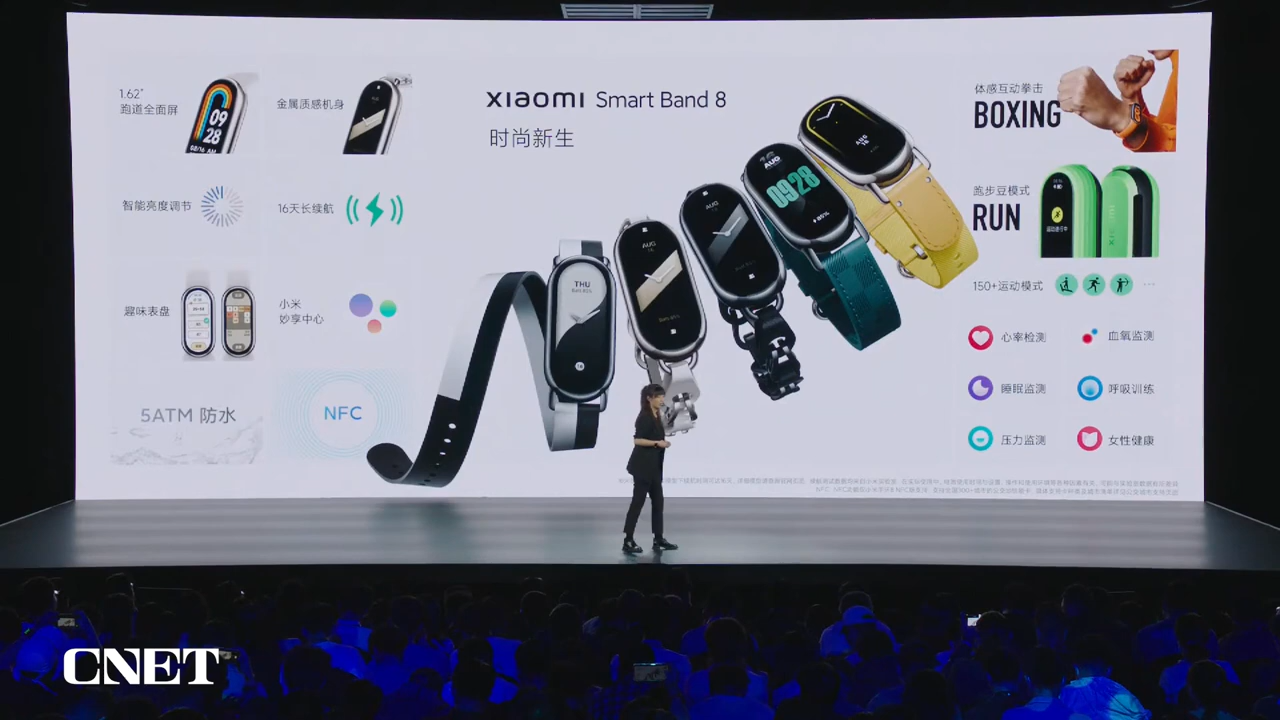 1.62"
跑道全面屏
金属质感机身
智能亮度调节
16天长续航
趣味表盘
小米
妙享中心
5ATM 防水
NFC
xiaomi Smart Band 8
时尚新生
THU
AUG
AUG
AUG
09:28
85%
AUG
16
09
28
体感互动拳击
BOXING
跑步豆模式
RUN
150+运动模式
心率检测
血氧监测
睡眠监测
呼吸训练
压力监测
女性健康
CNET